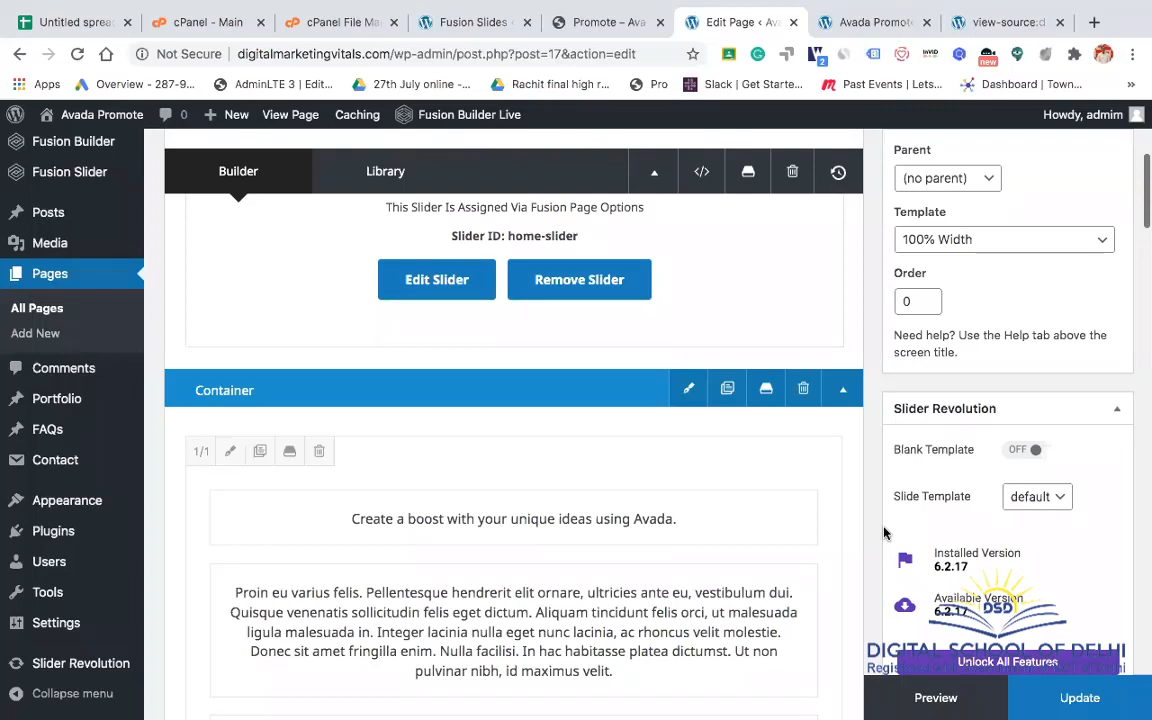 Untitled spread
cPanel - Main
cPanel File Ma
Fusion Slides <
Promote – Ava
Edit Page < Ava
Avada Promot
view-source:d
Not Secure
digitalmarketingvitals.com/wp-admin/post.php?post=17&action=edit
2
new
Apps
Overview - 287-9...
AdminLTE 3 | Edit...
27th July online -...
Rachit final high r...
Pro
Slack | Get Starte...
Past Events | Lets...
Dashboard | Town...
»
Avada Promote
0
New
View Page
Caching
Fusion Builder Live
Howdy, admim
Fusion Builder
Fusion Slider
Posts
Media
Pages
All Pages
Add New
Comments
Portfolio
FAQs
Contact
Appearance
Plugins
Users
Tools
Settings
Slider Revolution
Collapse menu
Builder
Library
</>
This Slider Is Assigned Via Fusion Page Options
Slider ID: home-slider
Edit Slider
Remove Slider
Container
1/1
Create a boost with your unique ideas using Avada.
Proin eu varius felis. Pellentesque hendrerit elit ornare, ultricies ante eu, vestibulum dui.
Quisque venenatis sollicitudin felis eget dictum. Aliquam tincidunt felis orci, ut malesuada
ligula malesuada in. Integer lacinia nulla eget nunc lacinia, ac rhoncus velit molestie.
Donec sit amet fringilla enim. Nulla facilisi. In hac habitasse platea dictumst. Ut non
pulvinar nibh, id maximus velit.
Parent
(no parent)
Template
100% Width
Order
0
Need help? Use the Help tab above the
screen title.
Slider Revolution
Blank Template
OFF
Slide Template
default
Installed Version
6.2.17
Available Version
6.2.17
DSD
DIGITAL SCHOOL OF DELHI
Unlock All Features
Preview
Update